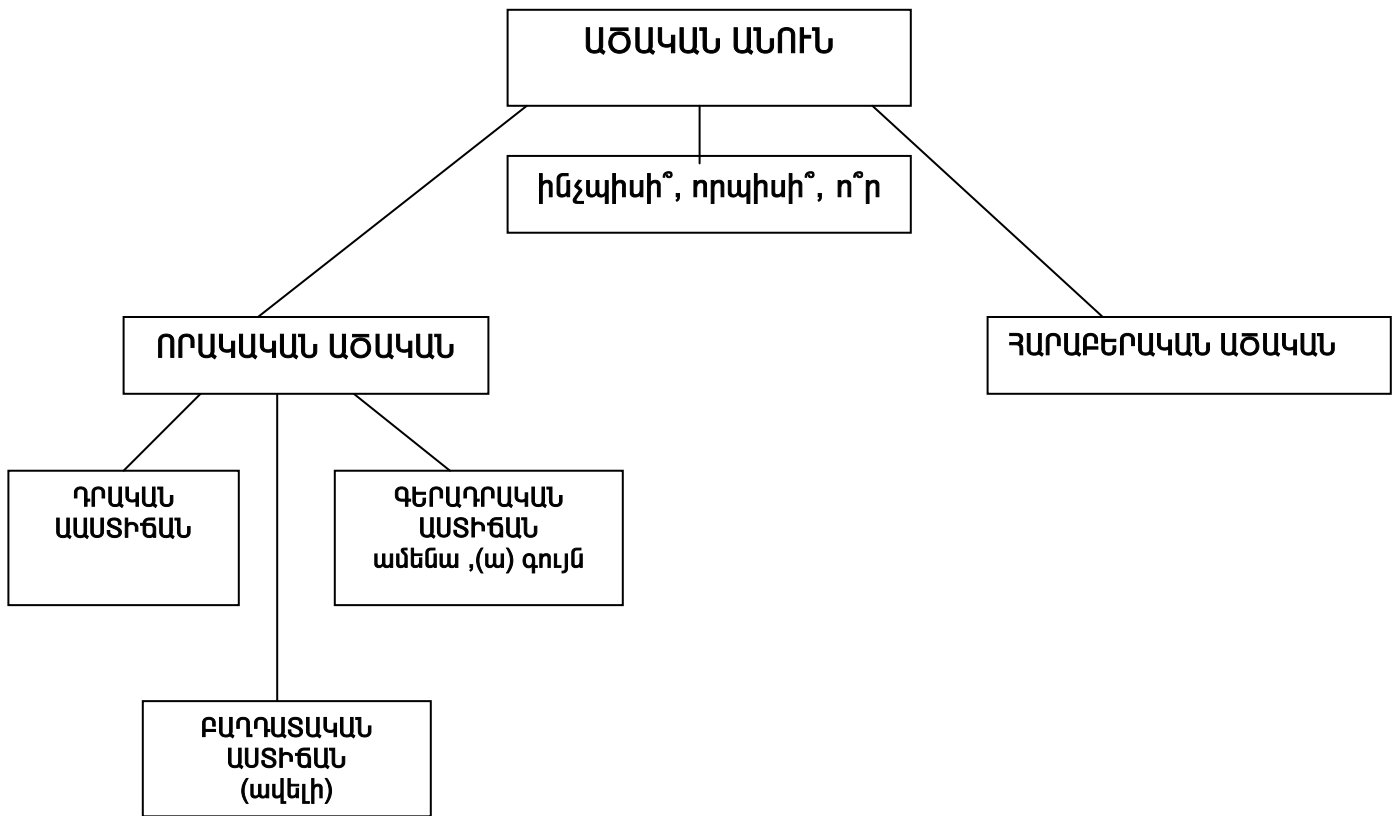 ԱԾԱԿԱՆ ԱՆՈՒՆ
ինչպիսի՞, որպիսի՞, ո՞ր
ՈՐԱԿԱԿԱՆ ԱԾԱԿԱՆ
ՀԱՐԱԲԵՐԱԿԱՆ ԱԾԱԿԱՆ
ԴՐԱԿԱՆ
ԱԱՍՏԻՃԱՆ
ԳԵՐԱԴՐԱԿԱՆ
ԱՍՏԻՃԱՆ
ամենա ,(ա) գույն
ԲԱՂԴԱՏԱԿԱՆ
ԱՍՏԻՃԱՆ
(ավելի)